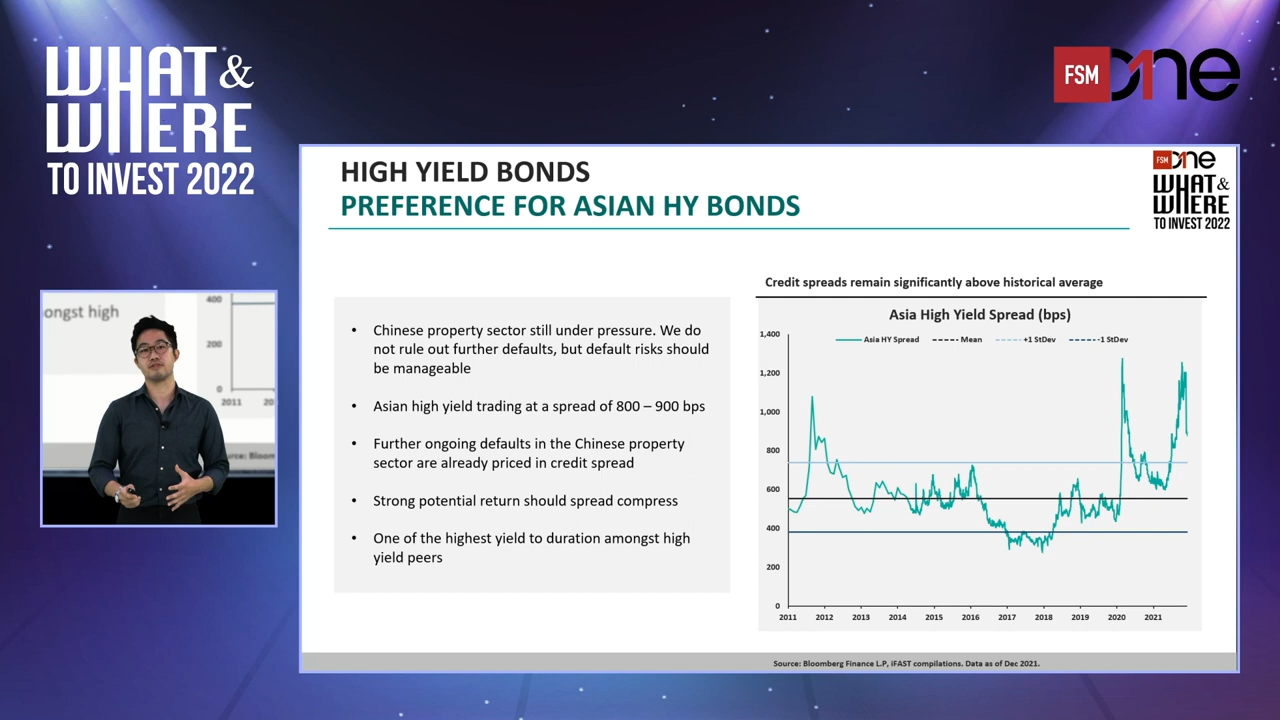 WHAT&
WHERE
TO INVEST 2022
FSM
One
HIGH YIELD BONDS
PREFERENCE FOR ASIAN HY BONDS
FSM One
WHAT&
WHERE
TO INVEST 2022
Credit spreads remain significantly above historical average
• Chinese property sector still under pressure. We do
not rule out further defaults, but default risks should
be manageable
• Asian high yield trading at a spread of 800 – 900 bps
• Further ongoing defaults in the Chinese property
sector are already priced in credit spread
• Strong potential return should spread compress
• One of the highest yield to duration amongst high
yield peers
Asia High Yield Spread (bps)
Asia HY Spread Mean +1 StDev -1 StDev
1,400
1,200
1,000
800
600
400
200
0
2011 2012 2013 2014 2015 2016 2017 2018 2019 2020 2021
Source: Bloomberg Finance L.P, iFAST compilations. Data as of Dec 2021.
ongst high
400
200
0
2011
urce: Bloom